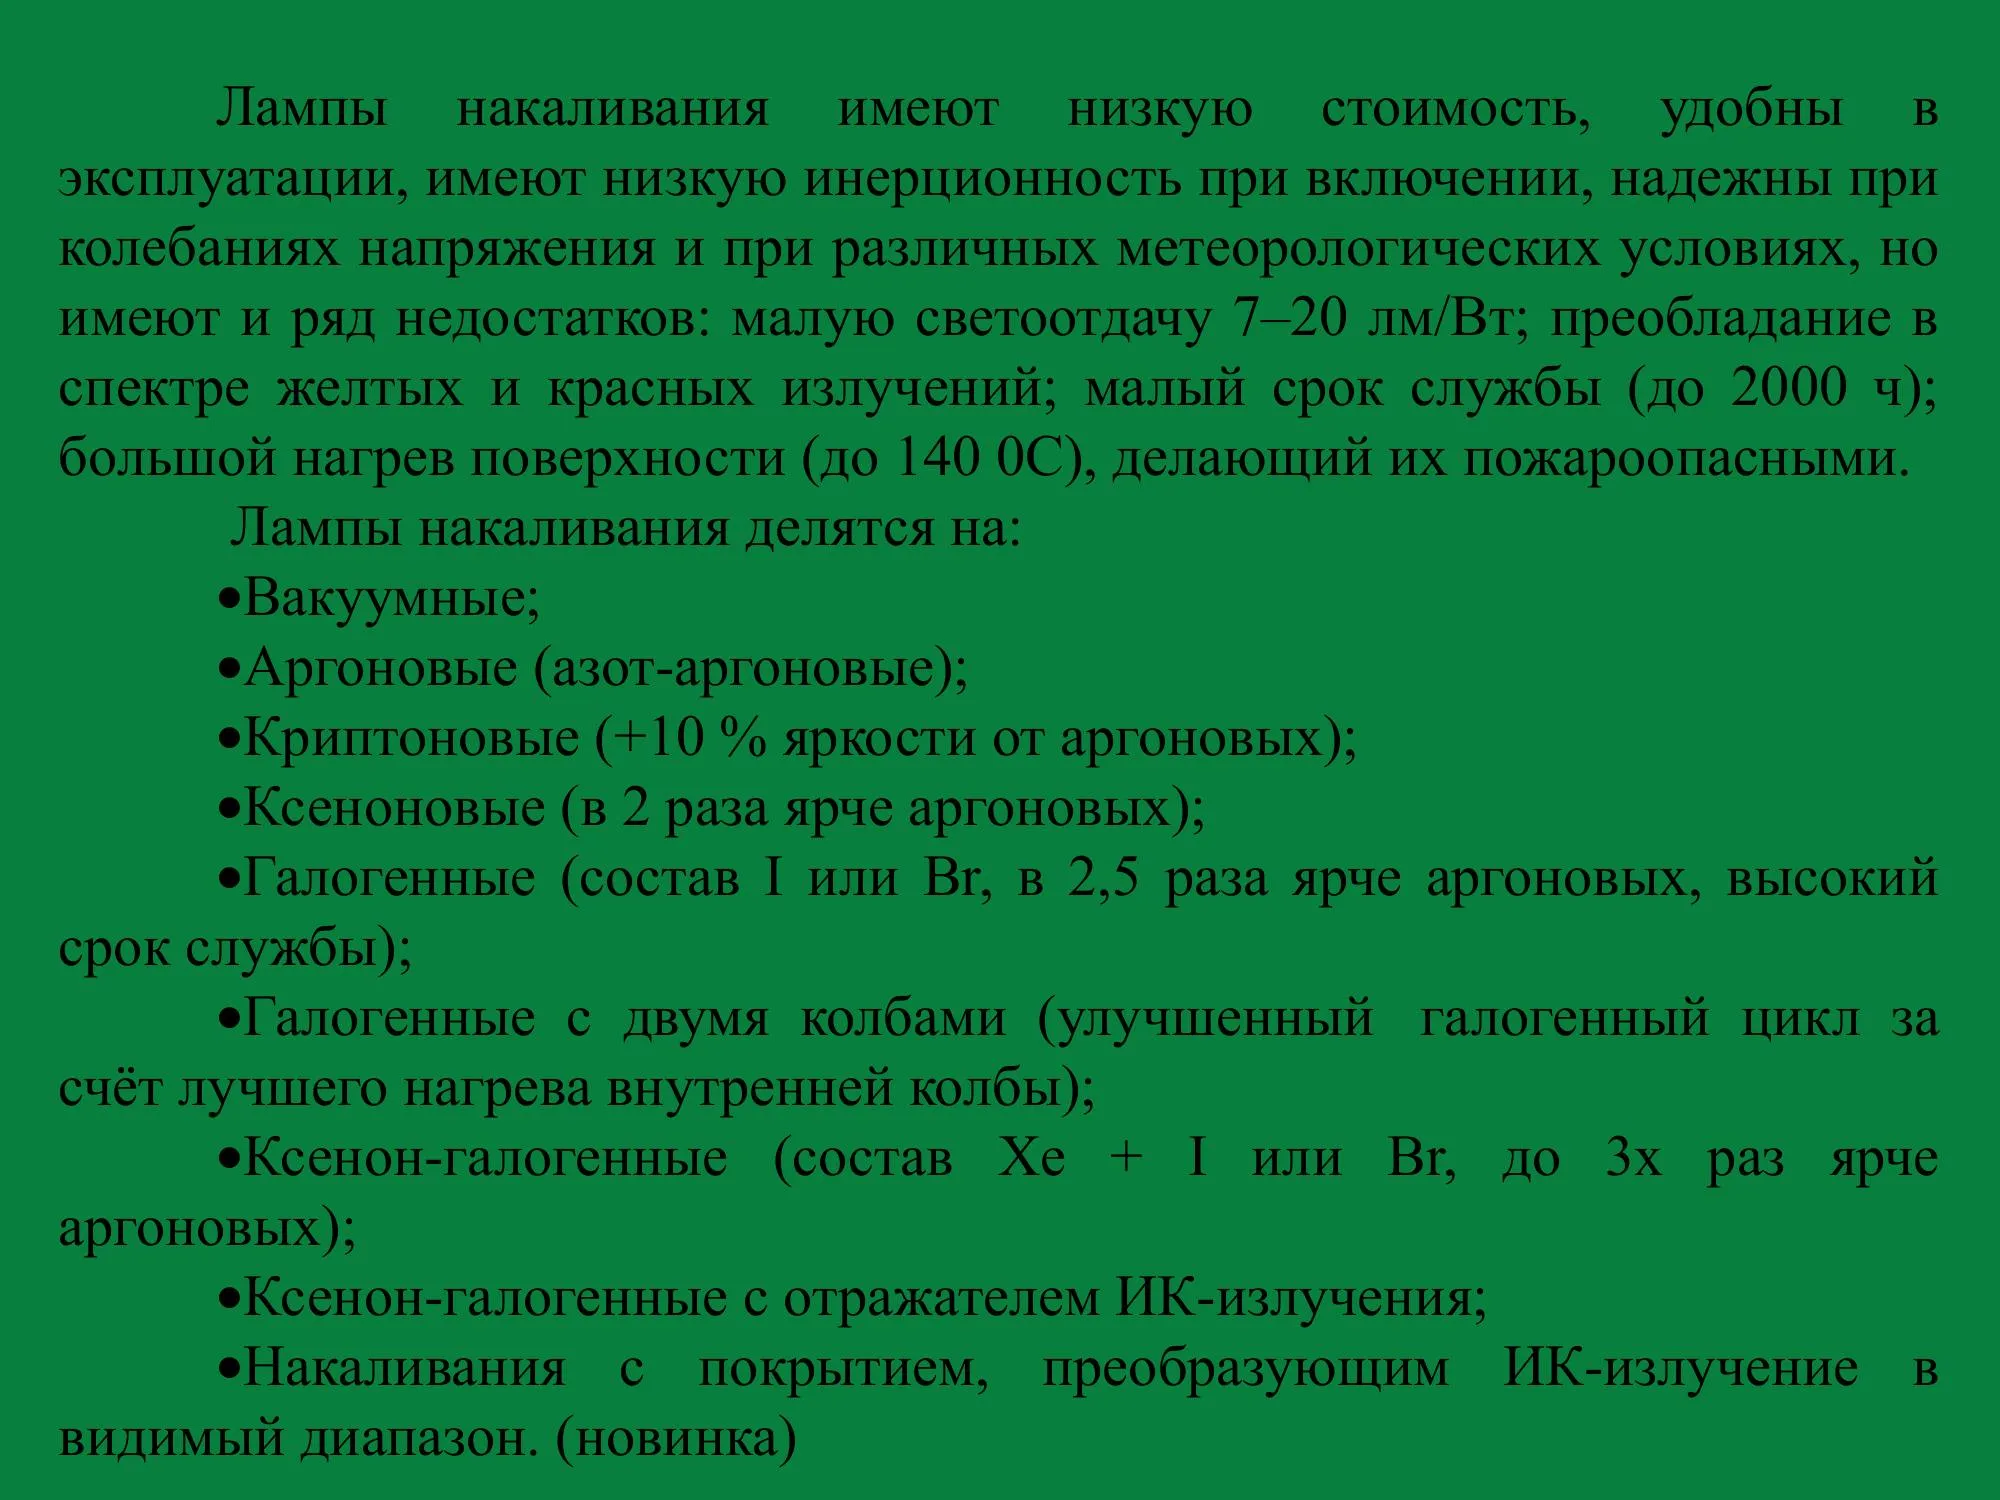 Лампы накаливания имеют низкую стоимость, удобны в
эксплуатации, имеют низкую инерционность при включении, надежны при
колебаниях напряжения и при различных метеорологических условиях, но
имеют и ряд недостатков: малую светоотдачу 7–20 лм/Вт; преобладание в
спектре желтых и красных излучений; малый срок службы (до 2000 ч);
большой нагрев поверхности (до 140 0С), делающий их пожароопасными.
Лампы накаливания делятся на:
•Вакуумные;
•Аргоновые (азот-аргоновые);
•Криптоновые (+10 % яркости от аргоновых);
•Ксеноновые (в 2 раза ярче аргоновых);
•Галогенные (состав I или Br, в 2,5 раза ярче аргоновых, высокий
срок службы);
•Галогенные с двумя колбами (улучшенный галогенный цикл за
счёт лучшего нагрева внутренней колбы);
•Ксенон-галогенные (состав Xe + I или Br, до 3х раз ярче
аргоновых);
•Ксенон-галогенные с отражателем ИК-излучения;
•Накаливания с покрытием, преобразующим ИК-излучение в
видимый диапазон. (новинка)